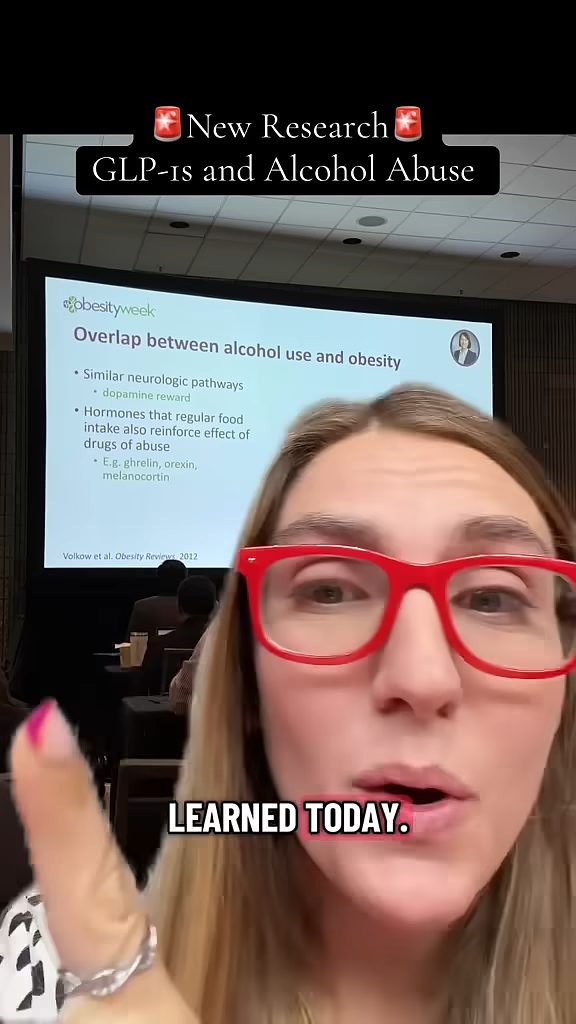 🚨New Research🚨
GLP-1s and Alcohol Abuse
obesityweek
Overlap between alcohol use and obesity
• Similar neurologic pathways
• dopamine reward
• Hormones that regular food
intake also reinforce effect of
drugs of abuse
• E.g. ghrelin, orexin,
melanocortin
Volkow et al. Obesity Reviews, 2012
LEARNED TODAY.